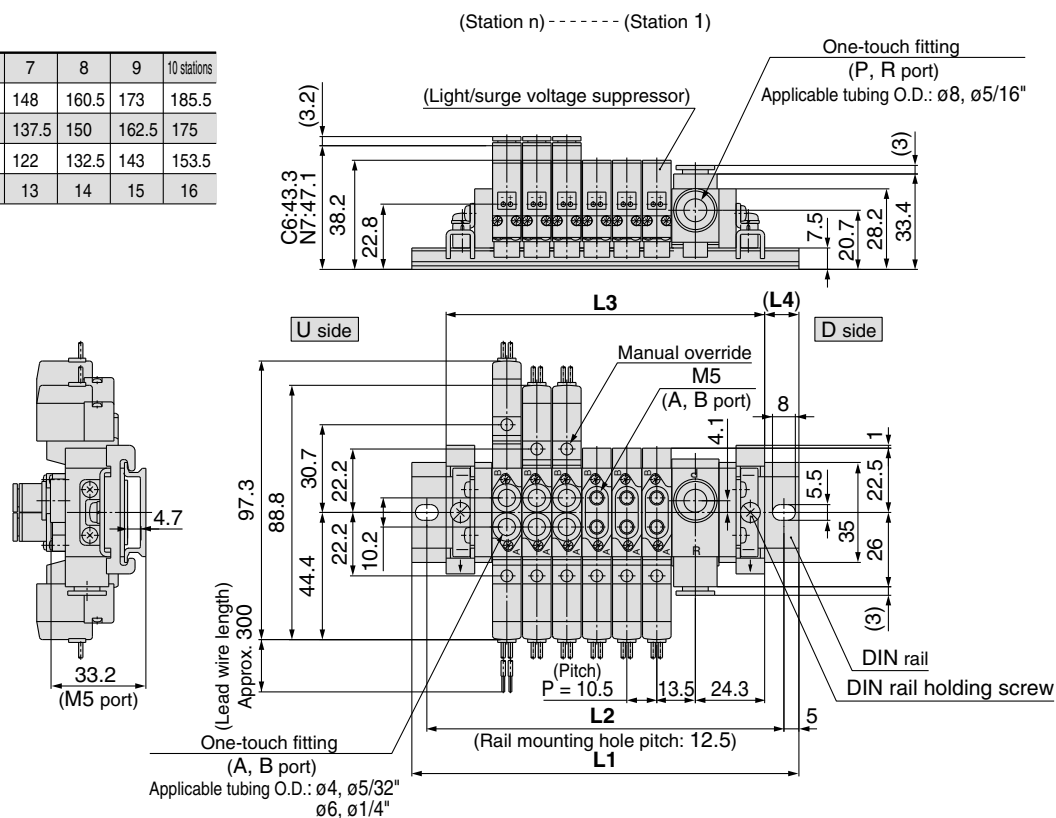 (Station n) - - - - - - - (Station 1)
7 8 9 10 stations
148 160.5 173 185.5
137.5 150 162.5 175
122 132.5 143 153.5
13 14 15 16
One-touch fitting
(P, R port)
Applicable tubing O.D.: ø8, ø5/16"
(Light/surge voltage suppressor)
(3.2)
C6:43.3
N7:47.1
38.2
22.8
(3)
7.5
20.7
28.2
33.4
L3
(L4)
U side
D side
Manual override
M5
(A, B port)
8
4.1
1
5.5
22.5
35
26
(3)
97.3
88.8
30.7
22.2
22.2
10.2
44.4
B B B B B B
A A A A A A
P
R
4.7
33.2
(M5 port)
(Lead wire length)
Approx. 300
(Pitch)
P = 10.5
13.5
24.3
DIN rail
DIN rail holding screw
L2
5
(Rail mounting hole pitch: 12.5)
L1
One-touch fitting
(A, B port)
Applicable tubing O.D.: ø4, ø5/32"
ø6, ø1/4"